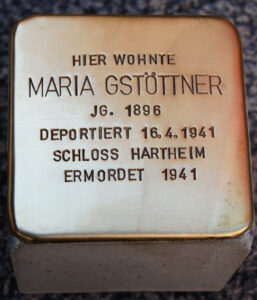 HIER WOHNTE
MARIA GSTÖTTNER
JG. 1896
DEPORTIERT 16.4.1941
SCHLOSS HARTHEIM
ERMORDET 1941